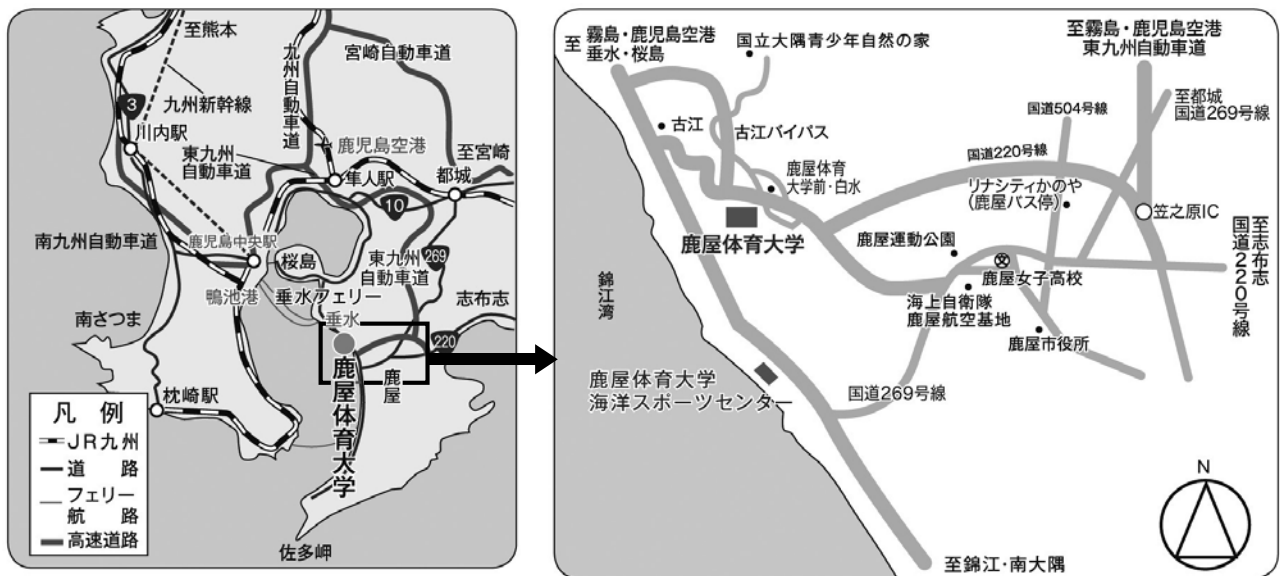 至熊本
九州自動車道
宮崎自動車道
3
九州新幹線
川内駅
東九州
自動車道
鹿児島空港
至宮崎
隼人駅
都城
10
南九州自動車道
鹿児島中央駅
桜島
東九州
自動車道
269
鴨池港
垂水フェリー
志布志
垂水
南さつま
220
鹿屋
鹿屋体育大学
枕崎駅
凡 例
JR九州
道 路
フェリー
航 路
高速道路
佐多岬
至 霧島・鹿児島空港
垂水・桜島
国立大隅青少年自然の家
至霧島・鹿児島空港
東九州自動車道
至都城
国道269号線
国道504号線
古江
古江バイパス
国道220号線
鹿屋体育
大学前・白水
リナシティかのや
(鹿屋バス停)
笠之原IC
鹿屋体育大学
鹿屋運動公園
至志布志
国道220号線
鹿屋女子高校
錦江湾
海上自衛隊
鹿屋航空基地
鹿屋市役所
鹿屋体育大学
海洋スポーツセンター
国道269号線
N
至錦江・南大隅